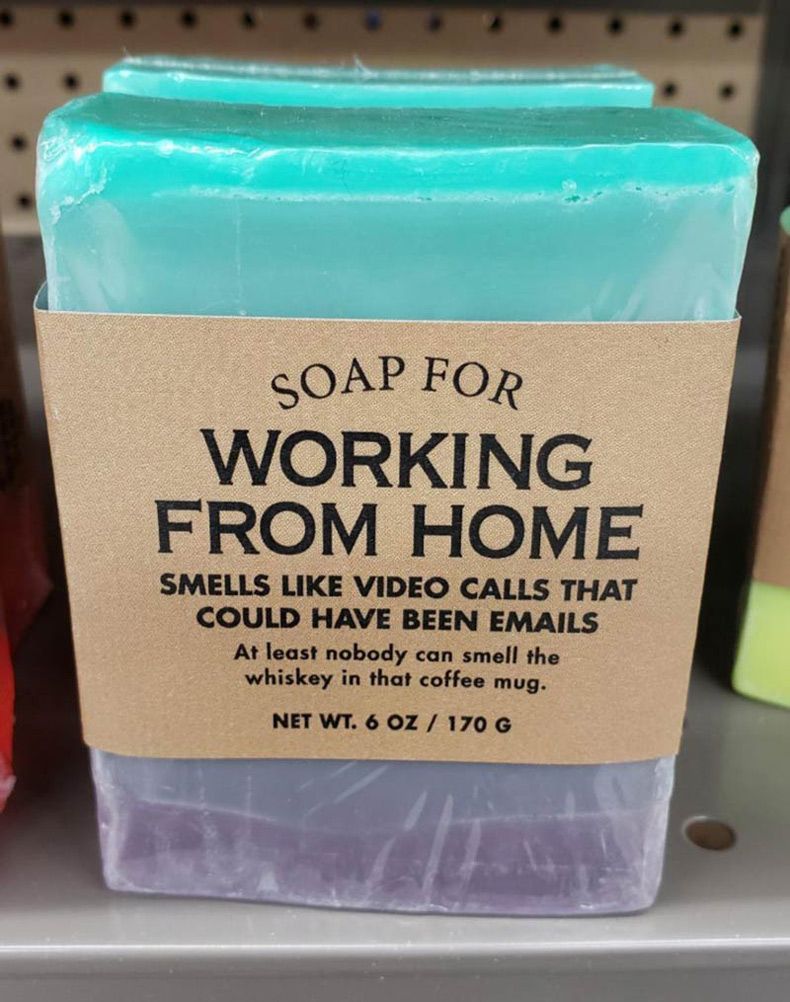 SOAP FOR
WORKING
FROM HOME
SMELLS LIKE VIDEO CALLS THAT
COULD HAVE BEEN EMAILS
At least nobody can smell the
whiskey in that coffee mug.
NET WT. 6 OZ / 170 G